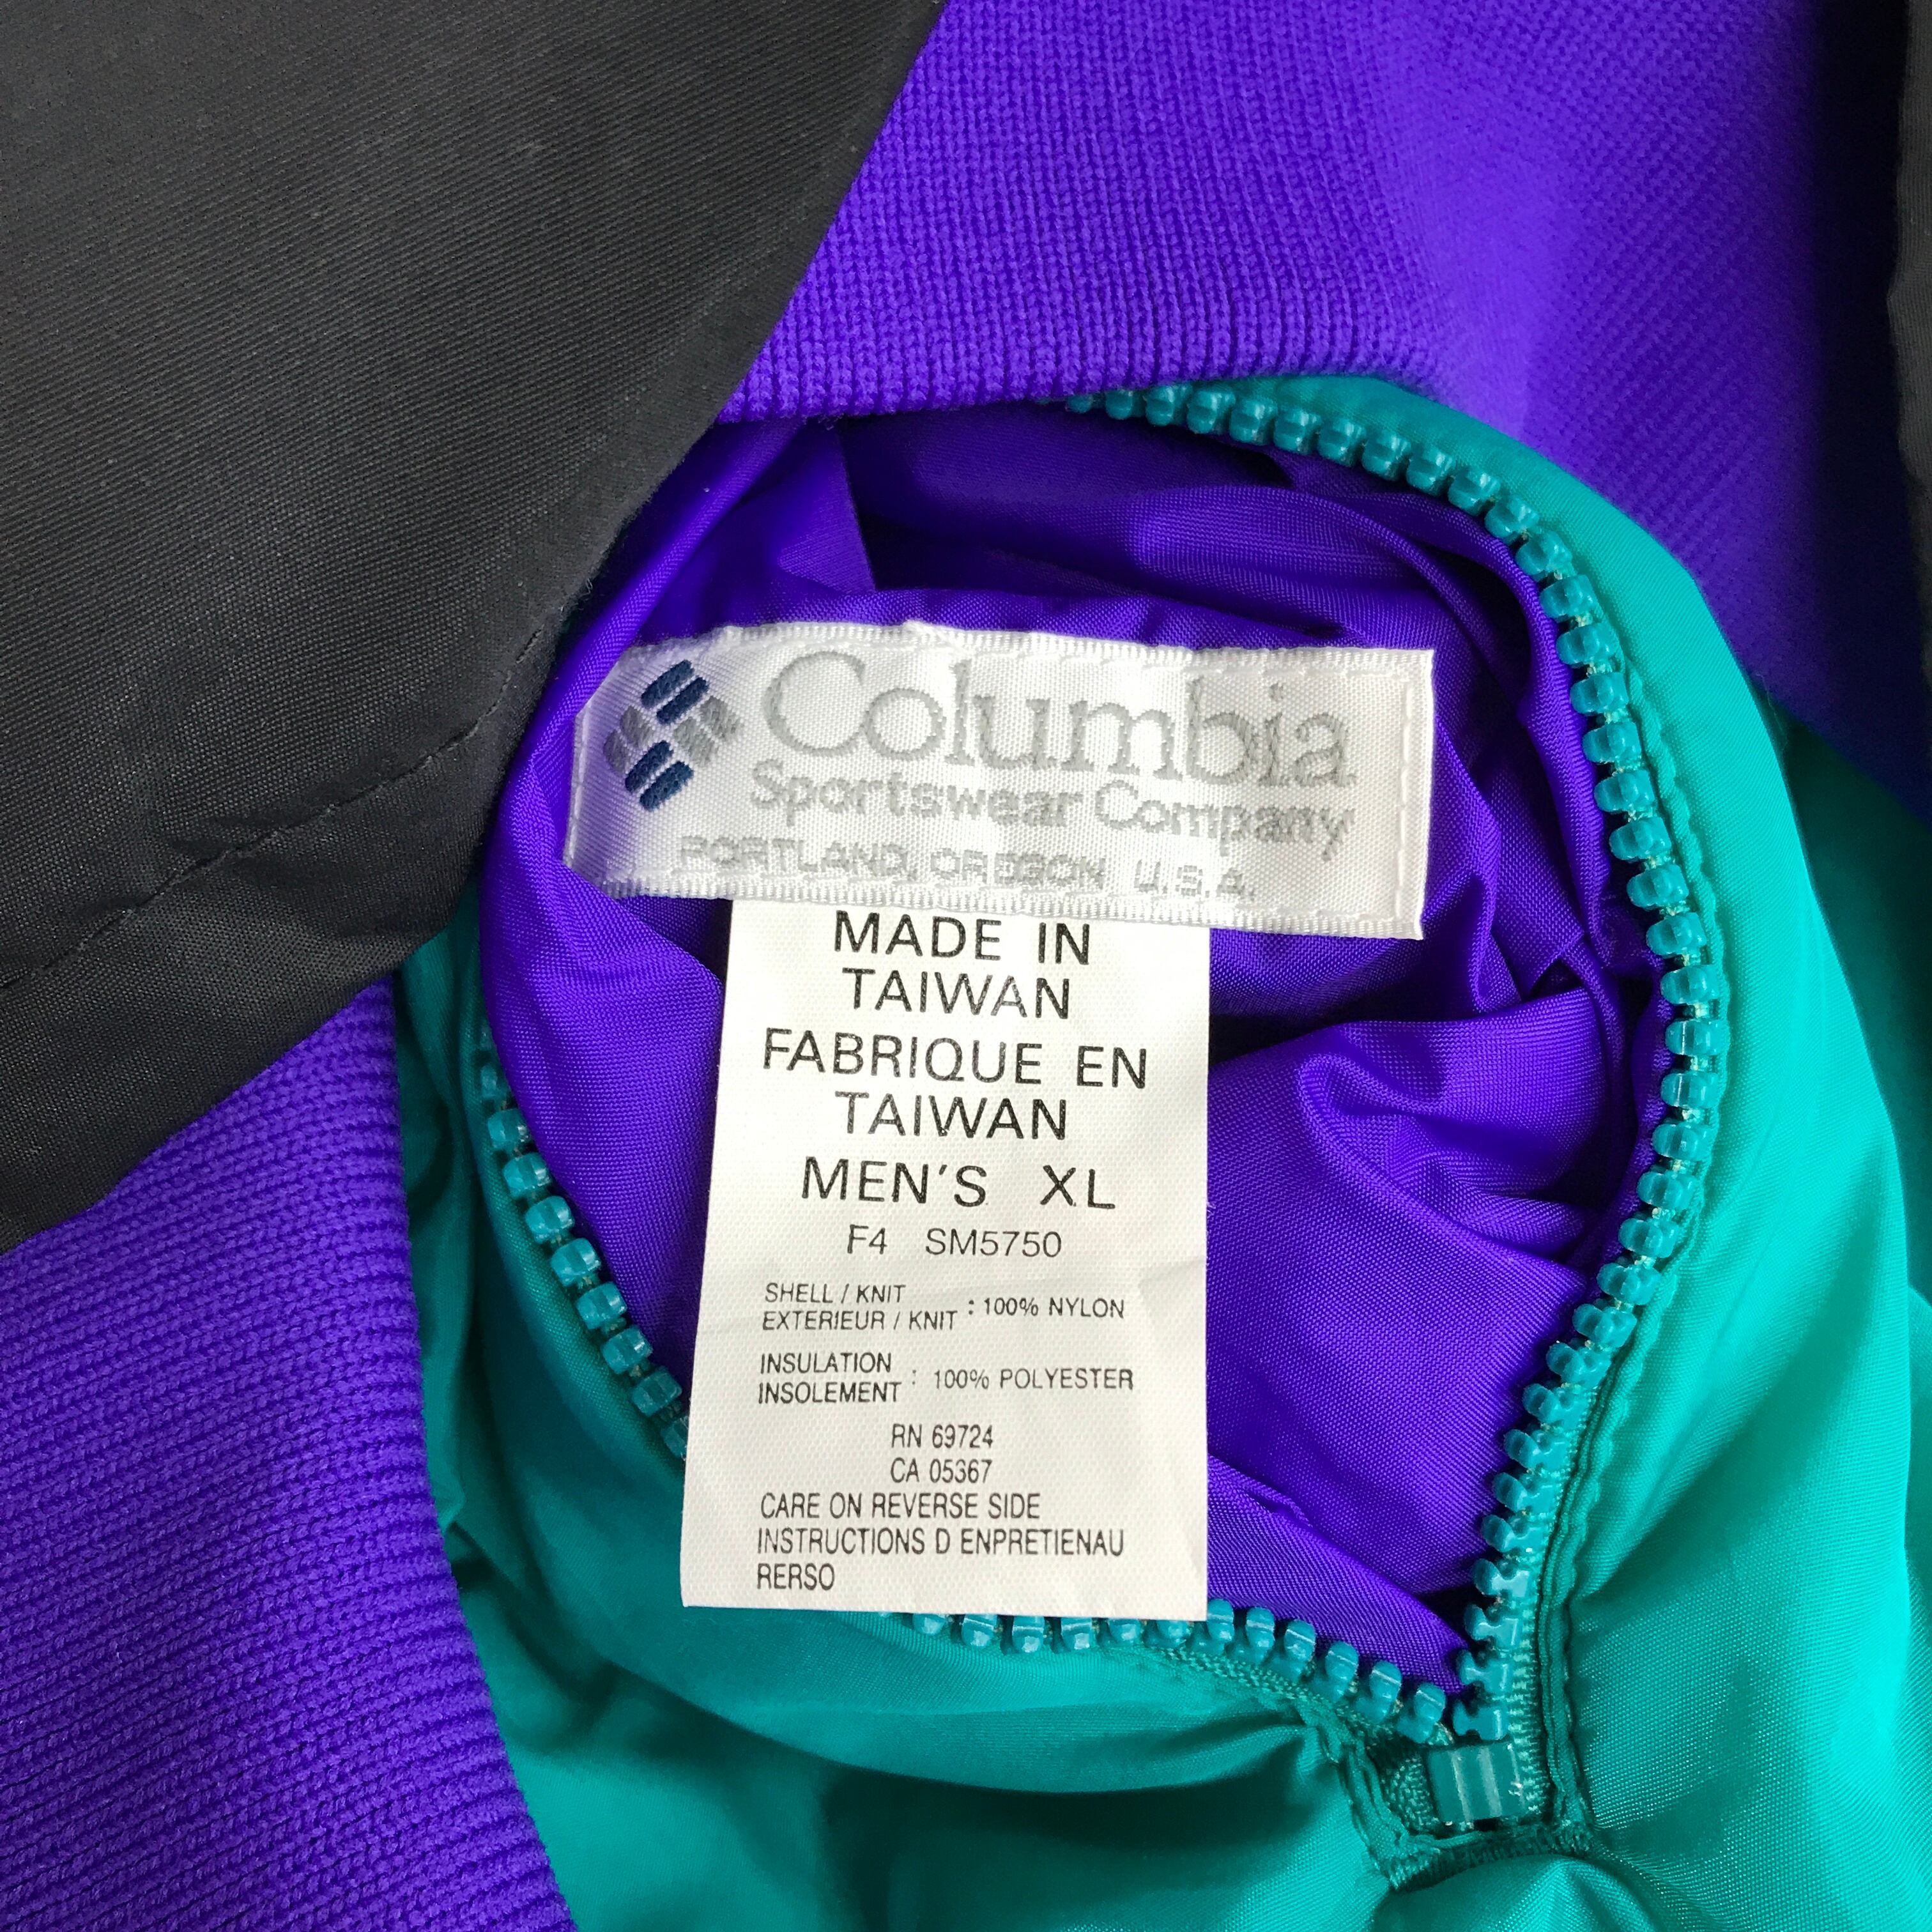 Columbia
Sportswear Company
PORTLAND, OREGON U.S.A.
MADE IN
TAIWAN
FABRIQUE EN
TAIWAN
MEN'S XL
F4 SM5750
SHELL / KNIT
EXTERIEUR / KNIT : 100% NYLON
INSULATION
INSOLEMENT : 100% POLYESTER
RN 69724
CA 05367
CARE ON REVERSE SIDE
INSTRUCTIONS D ENPRETIENAU
RERSO